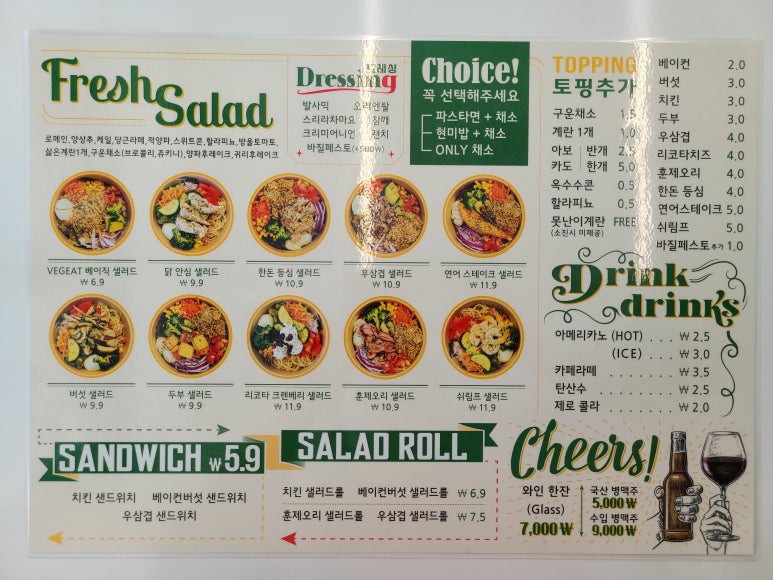 Fresh Salad
로메인,양상추,케일,당근라페,적양파,스위트콘,할라피뇨,방울토마토,
삶은계란1개,구운채소(브로콜리,쥬키니),양파후레이크,귀리후레이크
드레싱
Dressing
발사믹 오리엔탈
스리라차마요 참깨
크리미어니언 랜치
바질페스토(+500₩)
Choice!
꼭 선택해주세요
파스타면 + 채소
현미밥 + 채소
ONLY 채소
VEGEAT 베이직 샐러드
₩ 6.9
닭 안심 샐러드
₩ 9.9
한돈 등심 샐러드
₩ 10.9
우삼겹 샐러드
₩ 10.9
연어 스테이크 샐러드
₩ 11.9
버섯 샐러드
₩ 9.9
두부 샐러드
₩ 9.9
리코타 크렌베리 샐러드
₩ 11.9
훈제오리 샐러드
₩ 10.9
쉬림프 샐러드
₩ 11.9
TOPPING
토핑추가
구운채소 1.5
계란 1개 1.0
아보카도 반개 2.5
한개 5.0
옥수수콘 0.5
할라피뇨 0.5
못난이계란 FREE
(소진시 미제공)
베이컨 2.0
버섯 3.0
치킨 3.0
두부 3.0
우삼겹 4.0
리코타치즈 4.0
훈제오리 4.0
한돈 등심 4.0
연어스테이크 5.0
쉬림프 5.0
바질페스토추가 1.0
Drink drinks
아메리카노 (HOT) .... ₩ 2.5
(ICE) .... ₩ 3.0
카페라떼 ....... ₩ 3.5
탄산수 ........ ₩ 2.5
제로 콜라 ....... ₩ 2.0
SANDWICH ₩5.9
치킨 샌드위치 베이컨버섯 샌드위치
우삼겹 샌드위치
SALAD ROLL
치킨 샐러드롤 베이컨버섯 샐러드롤 ₩ 6.9
훈제오리 샐러드롤 우삼겹 샐러드롤 ₩ 7.5
Cheers!
와인 한잔
(Glass)
7,000₩
국산 병맥주
5,000₩
수입 병맥주
9,000₩